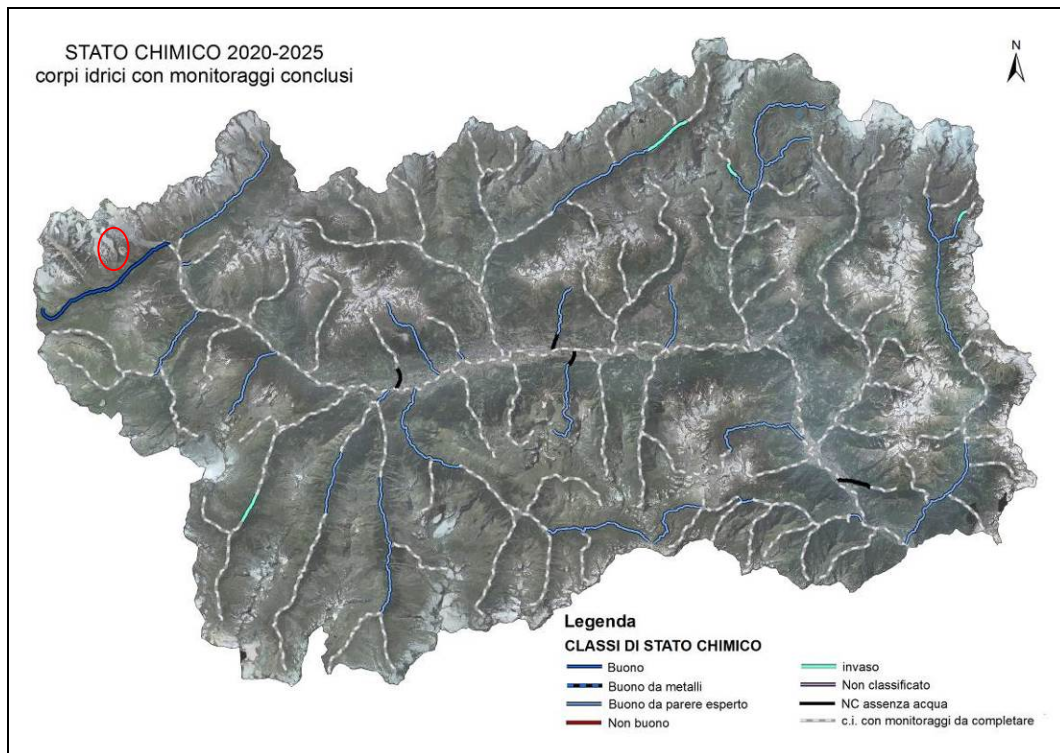 STATO CHIMICO 2020-2025
corpi idrici con monitoraggi conclusi
N
Legenda
CLASSI DI STATO CHIMICO
Buono
Buono da metalli
Buono da parere esperto
Non buono
invaso
Non classificato
NC assenza acqua
c.i. con monitoraggi da completare